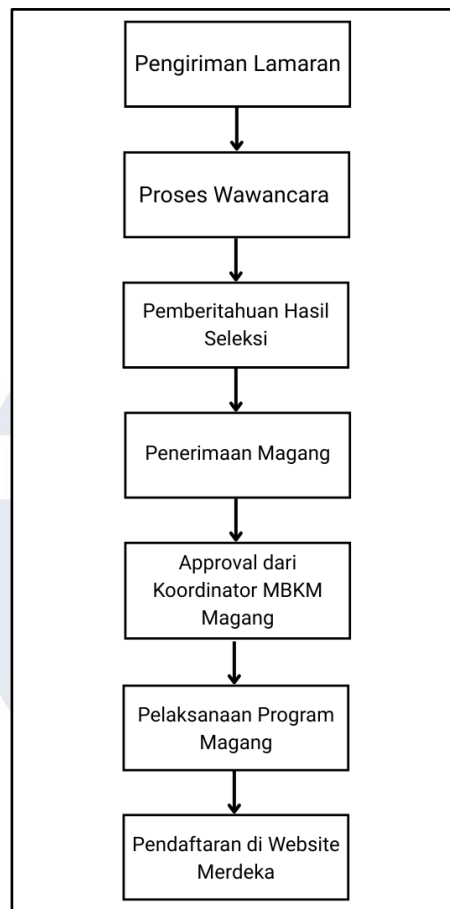 Pengiriman Lamaran
Proses Wawancara
Pemberitahuan Hasil
Seleksi
Penerimaan Magang
Approval dari
Koordinator MBKM
Magang
Pelaksanaan Program
Magang
Pendaftaran di Website
Merdeka